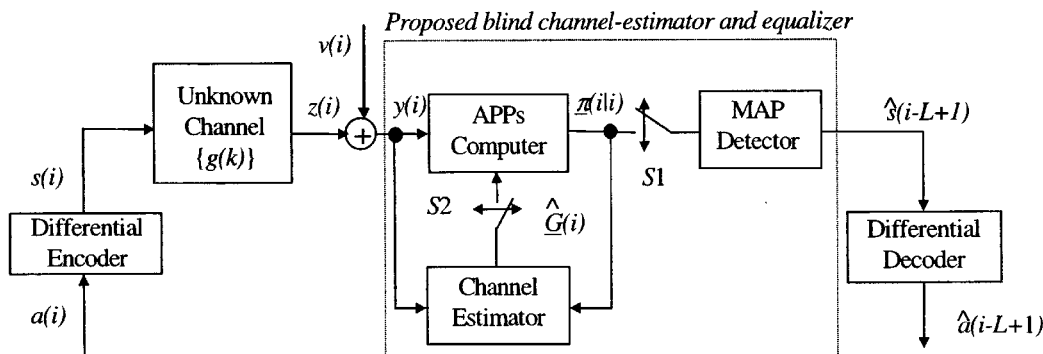 Proposed blind channel-estimator and equalizer
v(i)
Unknown
Channel
{g(k)}
z(i)
+
y(i)
APPs
Computer
π(i|i)
S1
MAP
Detector
ŝ(i-L+1)
s(i)
S2
Ĝ(i)
Differential
Encoder
Channel
Estimator
Differential
Decoder
a(i)
â(i-L+1)